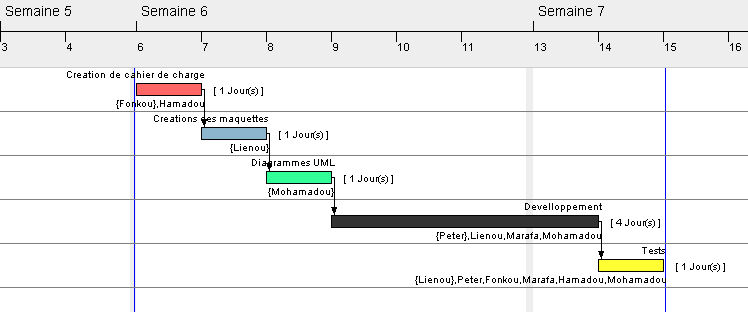 Semaine 5 Semaine 6 Semaine 7
3 4 6 7 8 9 10 11 13 14 15 16
Creation de cahier de charge
[ 1 Jour(s) ]
{Fonkou},Hamadou
Creations des maquettes
[ 1 Jour(s) ]
{Lienou}
Diagrammes UML
[ 1 Jour(s) ]
{Mohamadou}
Develloppement
[ 4 Jour(s) ]
{Peter},Lienou,Marafa,Mohamadou
Tests
[ 1 Jour(s) ]
{Lienou},Peter,Fonkou,Marafa,Hamadou,Mohamadou